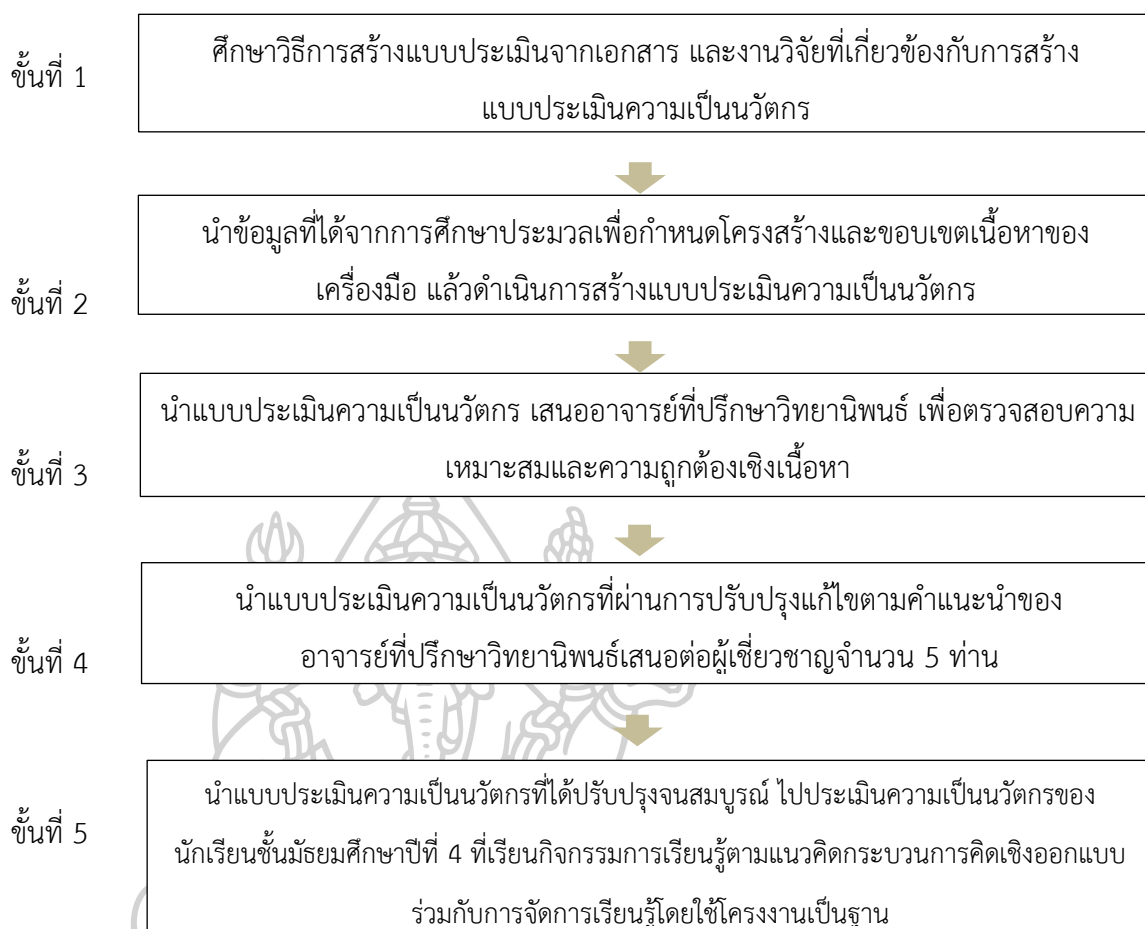 ขั้นที่ 1
ศึกษาวิธีการสร้างแบบประเมินจากเอกสาร และงานวิจัยที่เกี่ยวข้องกับการสร้าง
แบบประเมินความเป็นนวัตกร
ขั้นที่ 2
นำข้อมูลที่ได้จากการศึกษาประมวลเพื่อกำหนดโครงสร้างและขอบเขตเนื้อหาของ
เครื่องมือ แล้วดำเนินการสร้างแบบประเมินความเป็นนวัตกร
ขั้นที่ 3
นำแบบประเมินความเป็นนวัตกร เสนออาจารย์ที่ปรึกษาวิทยานิพนธ์ เพื่อตรวจสอบความ
เหมาะสมและความถูกต้องเชิงเนื้อหา
ขั้นที่ 4
นำแบบประเมินความเป็นนวัตกรที่ผ่านการปรับปรุงแก้ไขตามคำแนะนำของ
อาจารย์ที่ปรึกษาวิทยานิพนธ์เสนอต่อผู้เชี่ยวชาญจำนวน 5 ท่าน
ขั้นที่ 5
นำแบบประเมินความเป็นนวัตกรที่ได้ปรับปรุงจนสมบูรณ์ ไปประเมินความเป็นนวัตกรของ
นักเรียนชั้นมัธยมศึกษาปีที่ 4 ที่เรียนกิจกรรมการเรียนรู้ตามแนวคิดกระบวนการคิดเชิงออกแบบ
ร่วมกับการจัดการเรียนรู้โดยใช้โครงงานเป็นฐาน